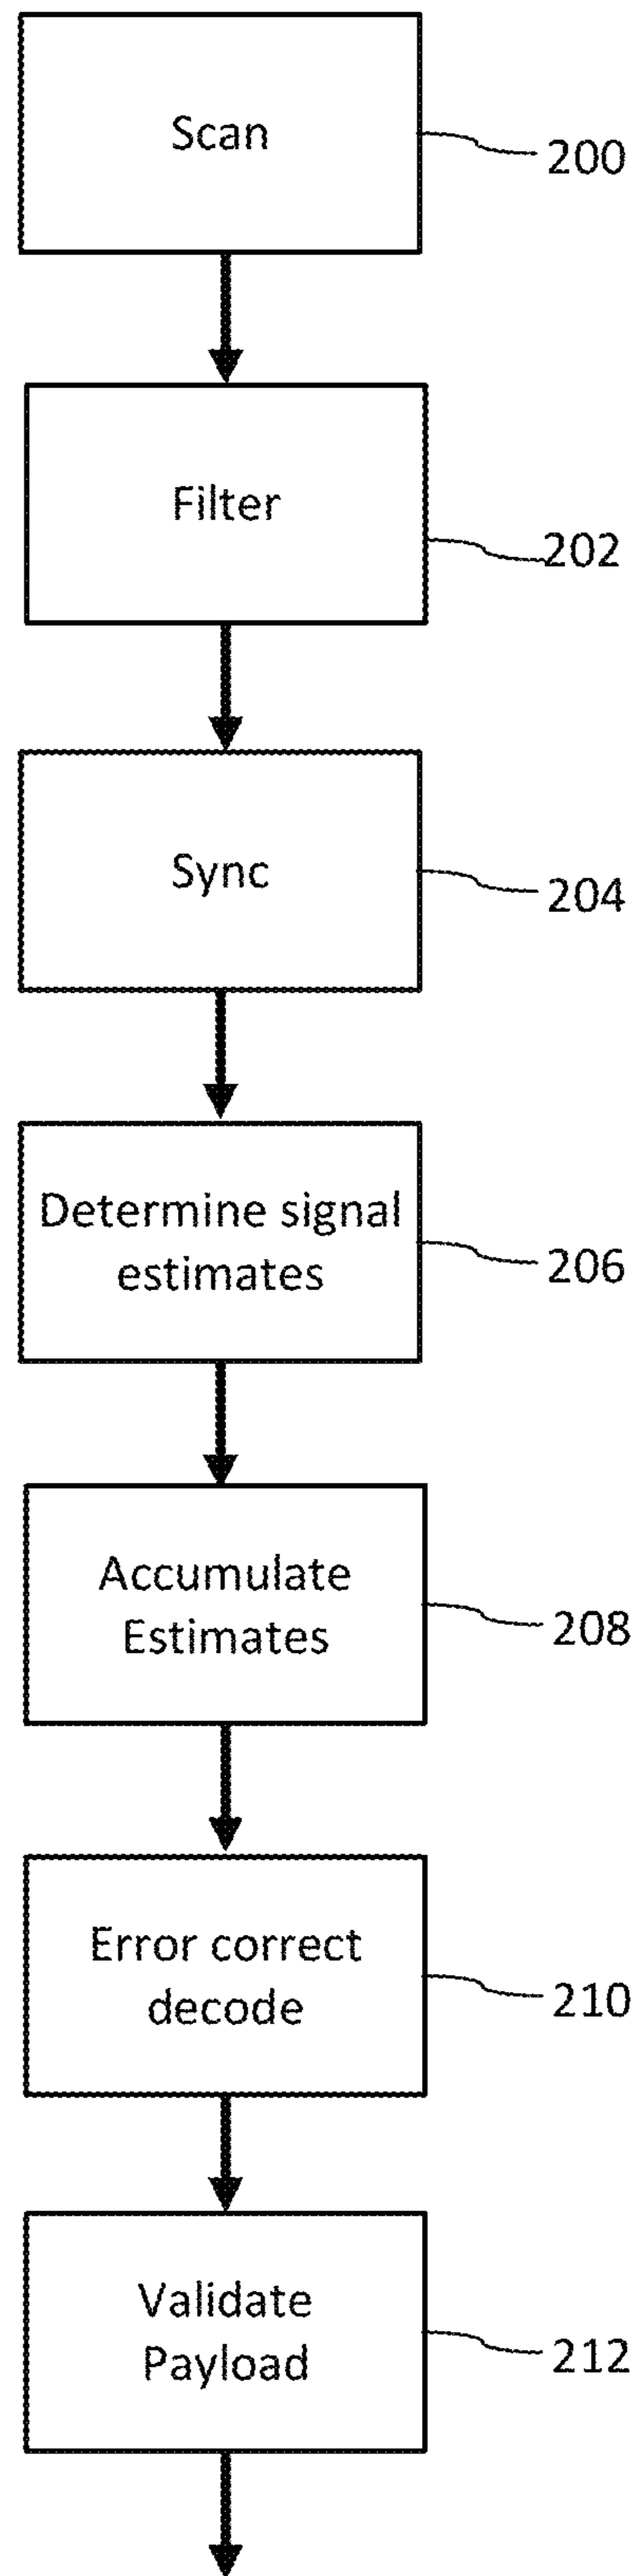 Scan
200
Filter
202
Sync
204
Determine signal
estimates
206
Accumulate
Estimates
208
Error correct
decode
210
Validate
Payload
212